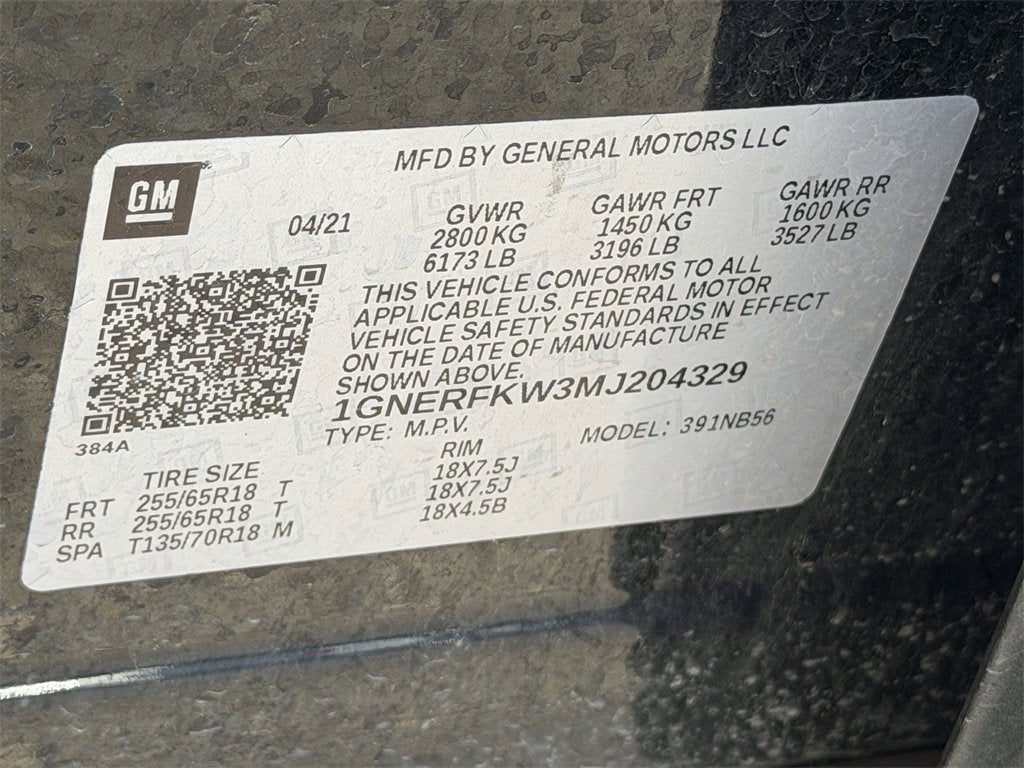 MFD BY GENERAL MOTORS LLC
GM
04/21
GVWR
2800 KG
6173 LB
GAWR FRT
1450 KG
3196 LB
GAWR RR
1600 KG
3527 LB
THIS VEHICLE CONFORMS TO ALL
APPLICABLE U.S. FEDERAL MOTOR
VEHICLE SAFETY STANDARDS IN EFFECT
ON THE DATE OF MANUFACTURE
SHOWN ABOVE.
1GNERFKW3MJ204329
TYPE: M.P.V.
MODEL: 391NB56
384A
TIRE SIZE RIM
FRT 255/65R18 T 18X7.5J
RR 255/65R18 T 18X7.5J
SPA T135/70R18 M 18X4.5B